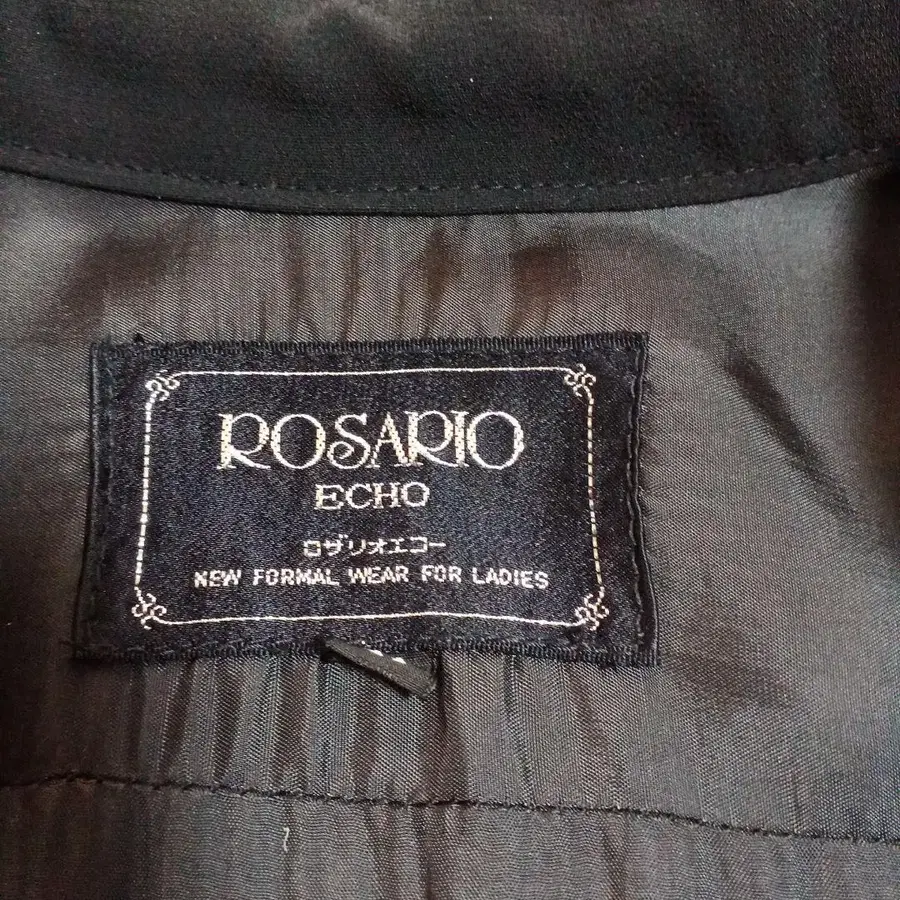 ROSARIO
ECHO
ロザリオエコー
NEW FORMAL WEAR FOR LADIES